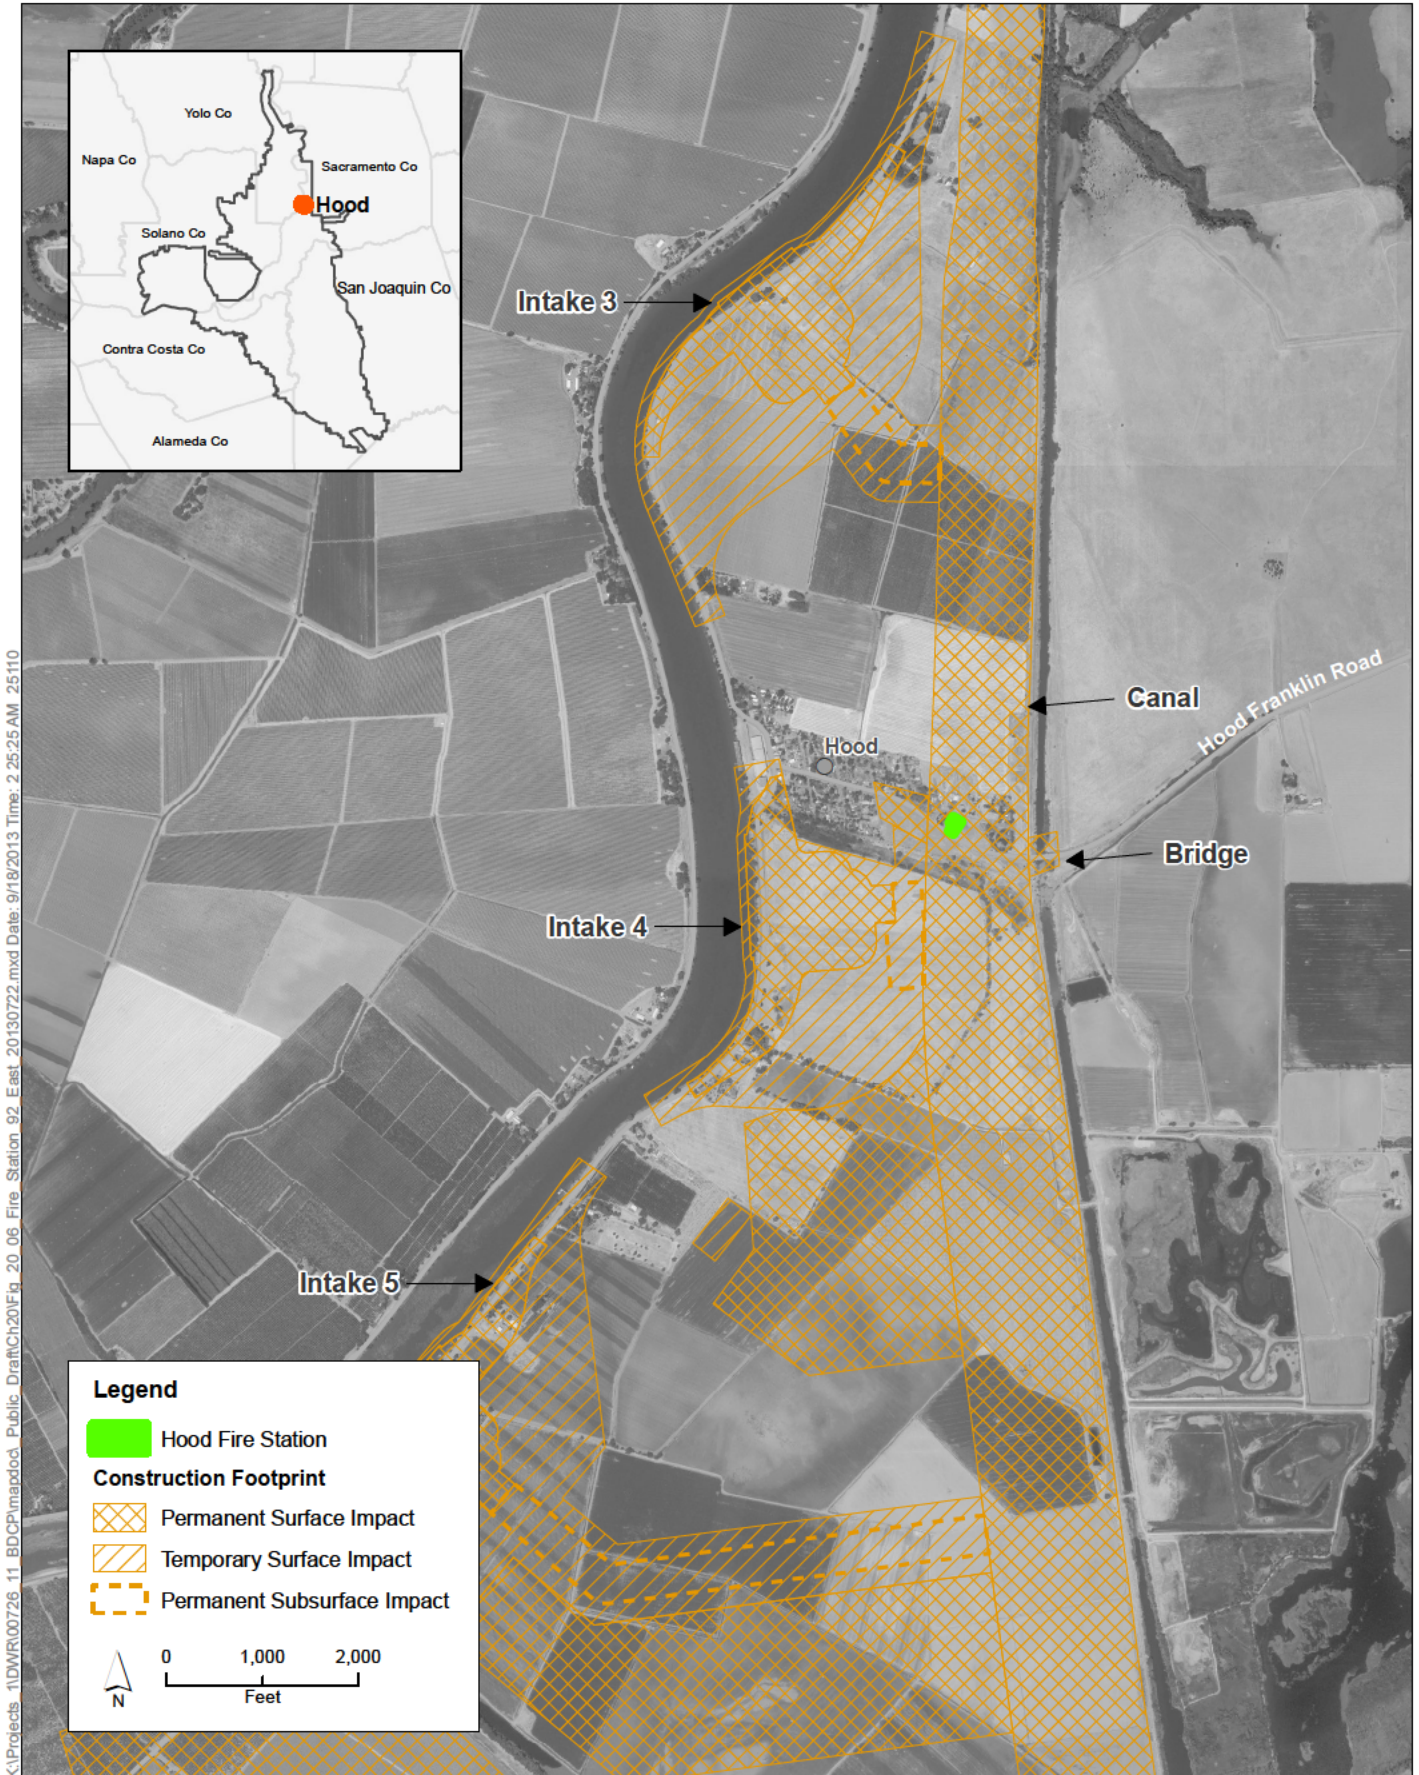 Yolo Co
Napa Co
Sacramento Co
Hood
Solano Co
San Joaquin Co
Contra Costa Co
Alameda Co
Intake 3
Canal
Hood Franklin Road
Hood
Bridge
Intake 4
Intake 5
Legend
Hood Fire Station
Construction Footprint
Permanent Surface Impact
Temporary Surface Impact
Permanent Subsurface Impact
0 1,000 2,000
Feet
N
K:\Projects_1\DWR\00726_11_BDCP\mapdoc\_Public_Draft\Ch20\Fig_20_06_Fire_Station_92_East_20130722.mxd Date: 9/18/2013 Time: 2:25:25 AM 25110